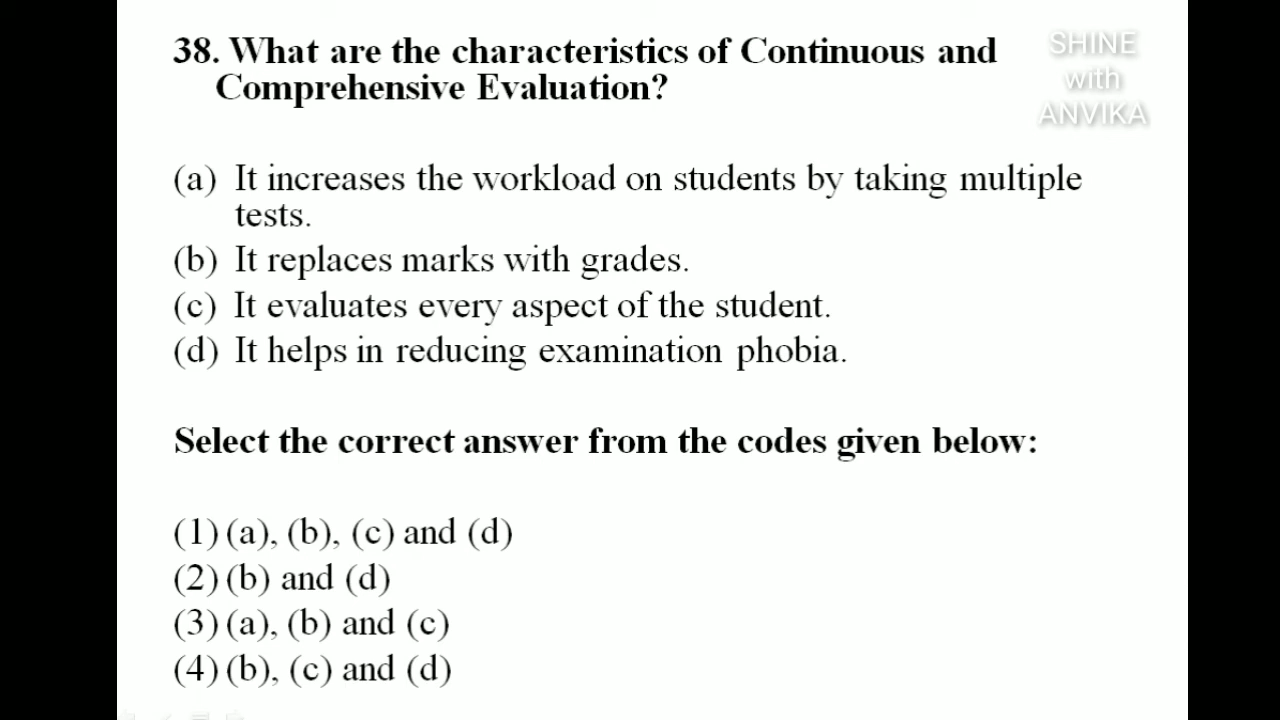 38. What are the characteristics of Continuous and
Comprehensive Evaluation?
SHINE
with
ANVIKA
(a) It increases the workload on students by taking multiple
tests.
(b) It replaces marks with grades.
(c) It evaluates every aspect of the student.
(d) It helps in reducing examination phobia.
Select the correct answer from the codes given below:
(1) (a), (b), (c) and (d)
(2) (b) and (d)
(3) (a), (b) and (c)
(4) (b), (c) and (d)